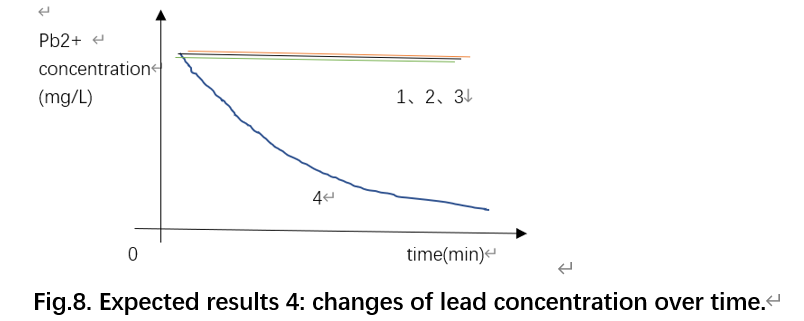 Pb2+
concentration
(mg/L)
1、2、3
4
0
time(min)
Fig.8. Expected results 4: changes of lead concentration over time.